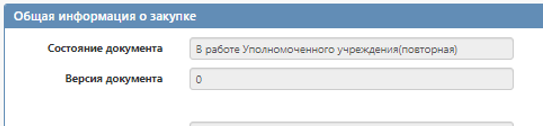 Общая информация о закупке
Состояние документа В работе Уполномоченного учреждения(повторная)
Версия документа 0